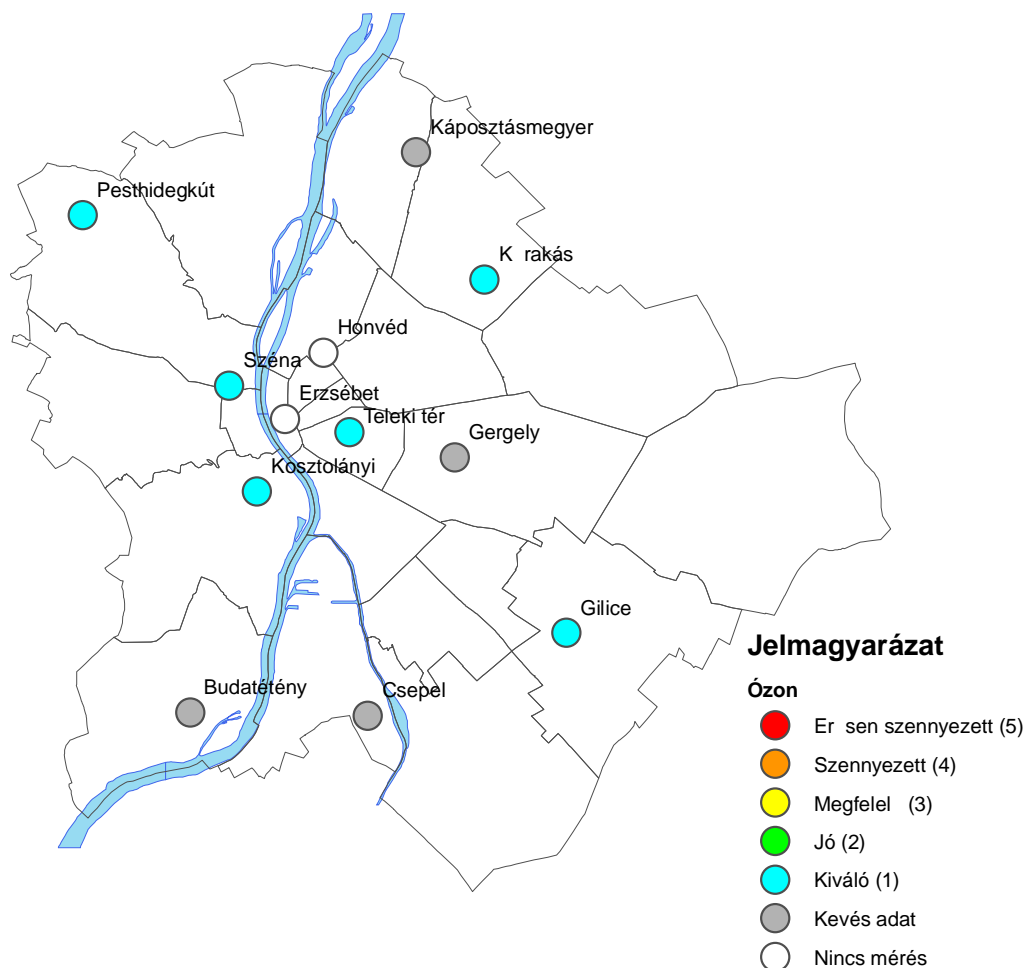 Káposztásmegyer
Pesthidegkút
K rakás
Honvéd
Széna
Erzsébet
Teleki tér
Gergely
Kosztolányi
Gilice
Budatétény
Csepel
Jelmagyarázat
Ózon
Er sen szennyezett (5)
Szennyezett (4)
Megfelel (3)
Jó (2)
Kiváló (1)
Kevés adat
Nincs mérés